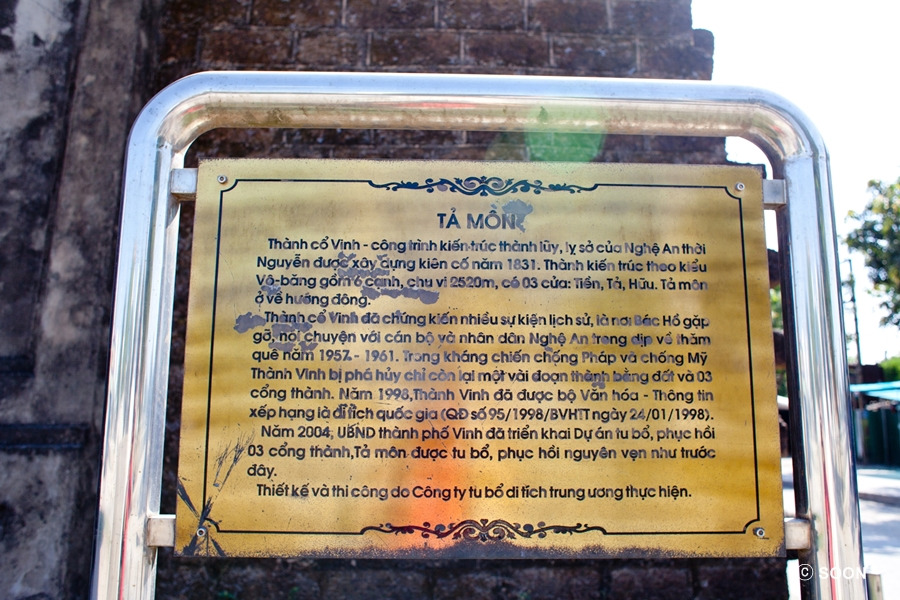 TẢ MÔN
Thành cổ Vinh - công trình kiến trúc thành lũy, lỵ sở của Nghệ An thời
Nguyễn được xây dựng kiên cố năm 1831. Thành kiến trúc theo kiểu
Vô-băng gồm 6 cạnh, chu vi 2520m, có 03 cửa: Tiền, Tả, Hữu. Tả môn
ở về hướng đông.
Thành cổ Vinh đã chứng kiến nhiều sự kiện lịch sử, là nơi Bác Hồ gặp
gỡ, nói chuyện với cán bộ và nhân dân Nghệ An trong dịp về thăm
quê năm 1957 - 1961. Trong kháng chiến chống Pháp và chống Mỹ
Thành Vinh bị phá hủy chỉ còn lại một vài đoạn thành bằng đất và 03
cổng thành. Năm 1998,Thành Vinh đã được bộ Văn hóa - Thông tin
xếp hạng là di tích quốc gia (QĐ số 95/1998/BVHTT ngày 24/01/1998).
Năm 2004, UBND thành phố Vinh đã triển khai Dự án tu bổ, phục hồi
03 cổng thành,Tả môn được tu bổ, phục hồi nguyên vẹn như trước
đây.
Thiết kế và thi công do Công ty tu bổ di tích trung ương thực hiện.
© SOON